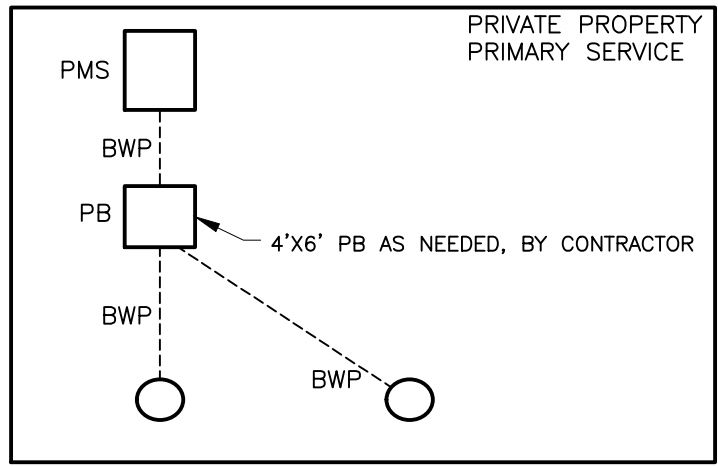 PRIVATE PROPERTY
PRIMARY SERVICE
PMS
BWP
PB
4'X6' PB AS NEEDED, BY CONTRACTOR
BWP
BWP